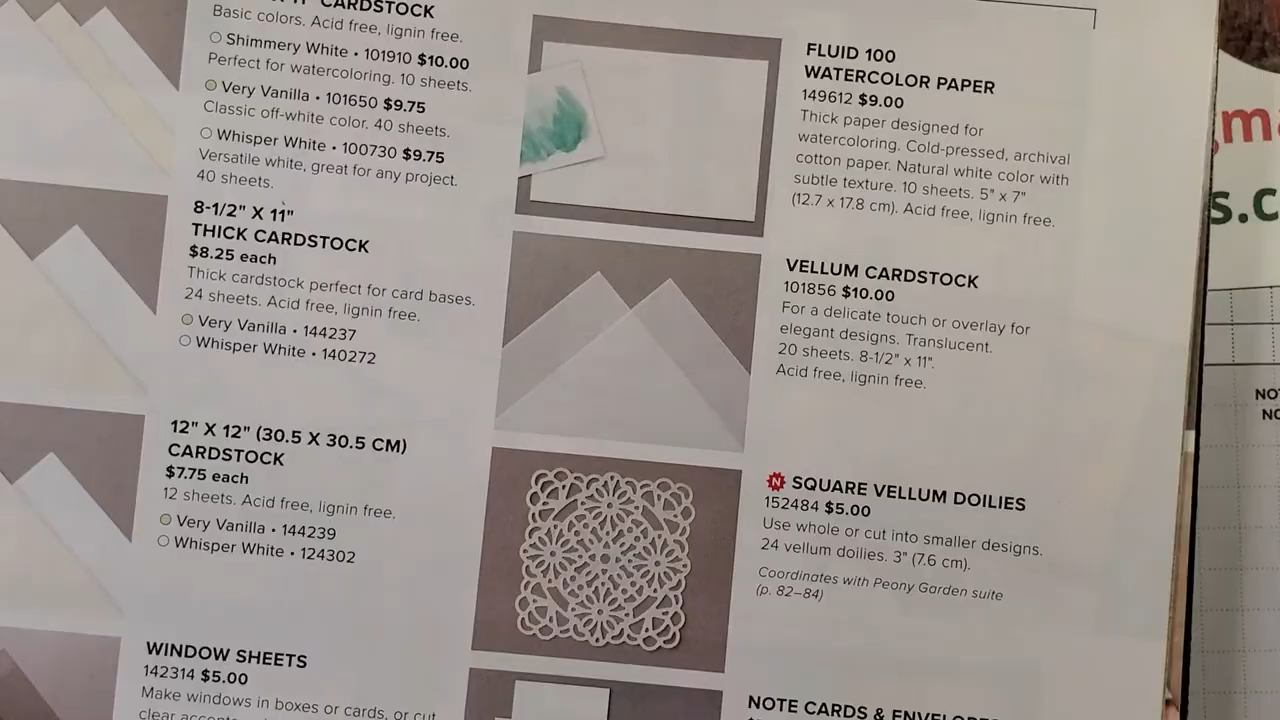 11" CARDSTOCK
Basic colors. Acid free, lignin free.
Shimmery White • 101910 $10.00
Perfect for watercoloring. 10 sheets.
Very Vanilla • 101650 $9.75
Classic off-white color. 40 sheets.
Whisper White • 100730 $9.75
Versatile white, great for any project.
40 sheets.
8-1/2" X 11"
THICK CARDSTOCK
$8.25 each
Thick cardstock perfect for card bases.
24 sheets. Acid free, lignin free.
Very Vanilla • 144237
Whisper White • 140272
12" X 12" (30.5 X 30.5 CM)
CARDSTOCK
$7.75 each
12 sheets. Acid free, lignin free.
Very Vanilla • 144239
Whisper White • 124302
WINDOW SHEETS
142314 $5.00
Make windows in boxes or cards, or cut
clear
FLUID 100
WATERCOLOR PAPER
149612 $9.00
Thick paper designed for
watercoloring. Cold-pressed, archival
cotton paper. Natural white color with
subtle texture. 10 sheets. 5" x 7"
(12.7 x 17.8 cm). Acid free, lignin free.
VELLUM CARDSTOCK
101856 $10.00
For a delicate touch or overlay for
elegant designs. Translucent.
20 sheets. 8-1/2" x 11".
Acid free, lignin free.
N SQUARE VELLUM DOILIES
152484 $5.00
Use whole or cut into smaller designs.
24 vellum doilies. 3" (7.6 cm).
Coordinates with Peony Garden suite
(p. 82–84)
NOTE CARDS & ENVELOPES
ma
s.c
NO
NO